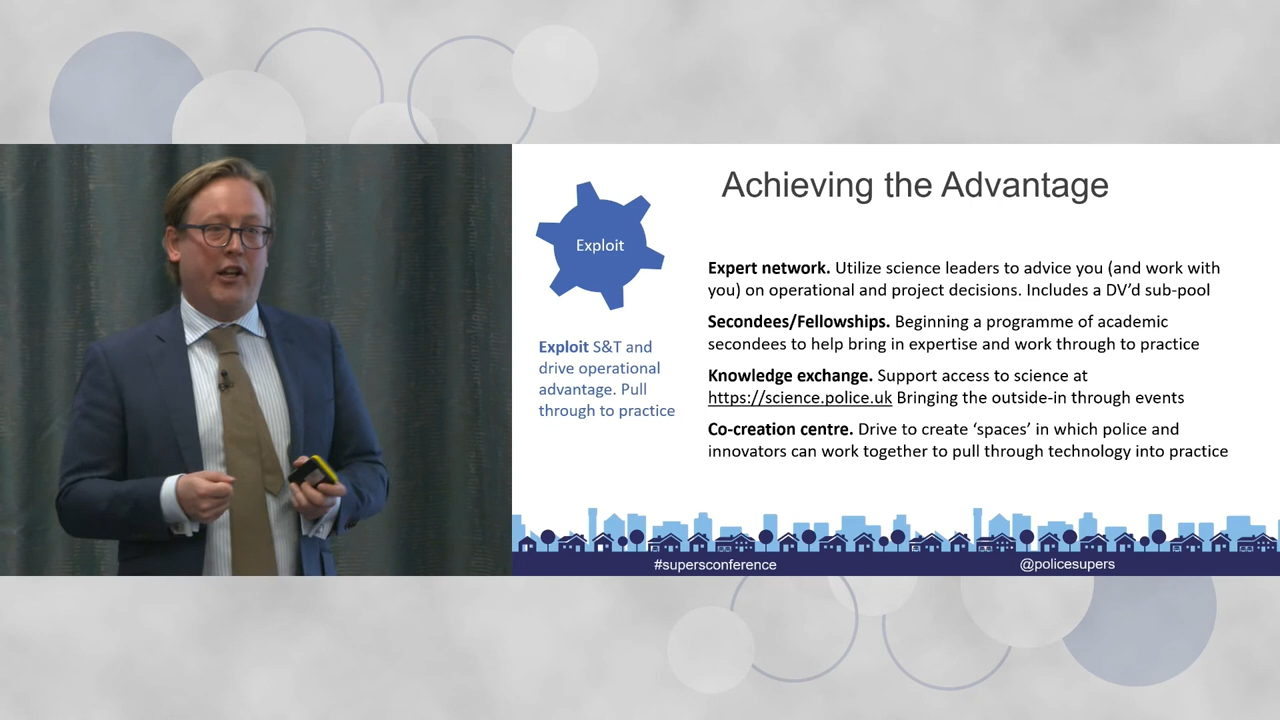 Achieving the Advantage
Exploit
Exploit S&T and
drive operational
advantage. Pull
through to practice
Expert network. Utilize science leaders to advice you (and work with
you) on operational and project decisions. Includes a DV’d sub-pool
Secondees/Fellowships. Beginning a programme of academic
secondees to help bring in expertise and work through to practice
Knowledge exchange. Support access to science at
https://science.police.uk Bringing the outside-in through events
Co-creation centre. Drive to create ‘spaces’ in which police and
innovators can work together to pull through technology into practice
#supersconference
@policesupers